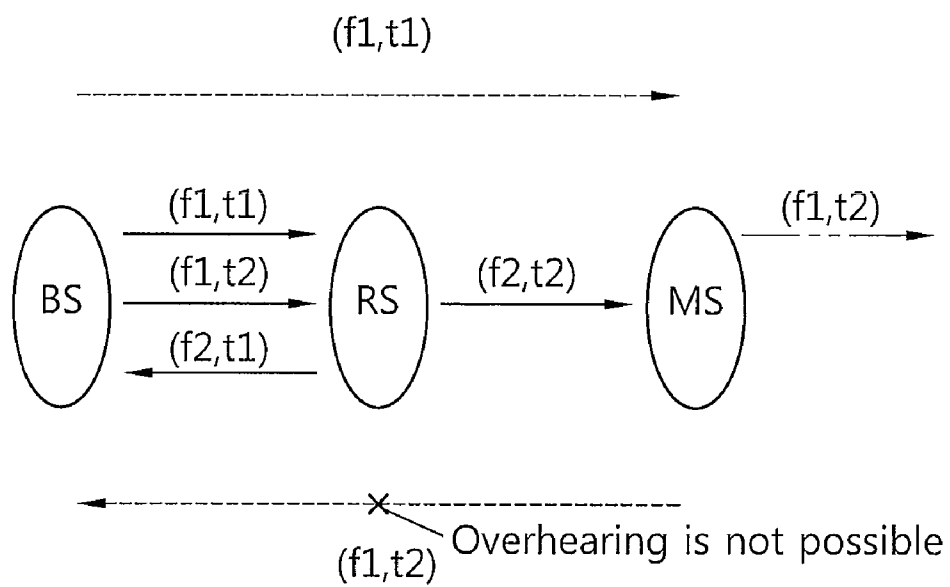 (f1,t1)
(f1,t1)
(f1,t2)
BS
(f1,t2)
RS
(f2,t2)
MS
(f2,t1)
Overhearing is not possible
(f1,t2)